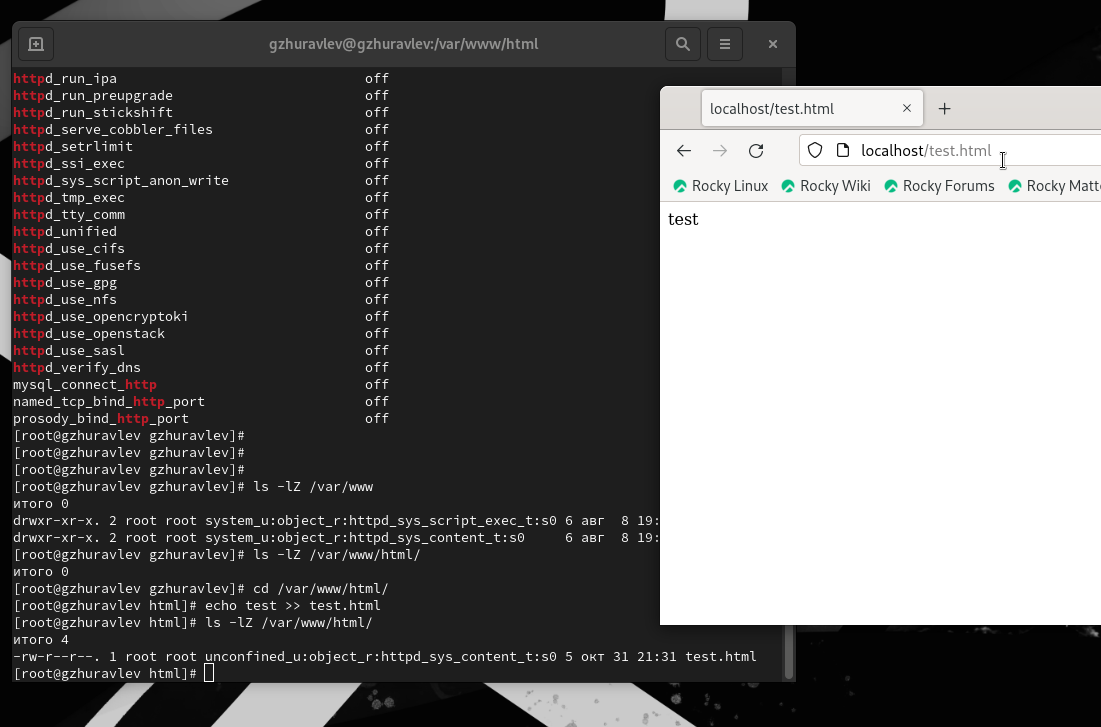 gzhuravlev@gzhuravlev:/var/www/html
httpd_run_ipa off
httpd_run_preupgrade off
httpd_run_stickshift off
httpd_serve_cobbler_files off
httpd_setrlimit off
httpd_ssi_exec off
httpd_sys_script_anon_write off
httpd_tmp_exec off
httpd_tty_comm off
httpd_unified off
httpd_use_cifs off
httpd_use_fusefs off
httpd_use_gpg off
httpd_use_nfs off
httpd_use_opencryptoki off
httpd_use_openstack off
httpd_use_sasl off
httpd_verify_dns off
mysql_connect_http off
named_tcp_bind_http_port off
prosody_bind_http_port off
[root@gzhuravlev gzhuravlev]#
[root@gzhuravlev gzhuravlev]#
[root@gzhuravlev gzhuravlev]#
[root@gzhuravlev gzhuravlev]# ls -lZ /var/www
итого 0
drwxr-xr-x. 2 root root system_u:object_r:httpd_sys_script_exec_t:s0 6 авг 8 19:
drwxr-xr-x. 2 root root system_u:object_r:httpd_sys_content_t:s0 6 авг 8 19:
[root@gzhuravlev gzhuravlev]# ls -lZ /var/www/html/
итого 0
[root@gzhuravlev gzhuravlev]# cd /var/www/html/
[root@gzhuravlev html]# echo test >> test.html
[root@gzhuravlev html]# ls -lZ /var/www/html/
итого 4
-rw-r--r--. 1 root root unconfined_u:object_r:httpd_sys_content_t:s0 5 окт 31 21:31 test.html
[root@gzhuravlev html]#
localhost/test.html
localhost/test.html
Rocky Linux Rocky Wiki Rocky Forums Rocky Matte
test